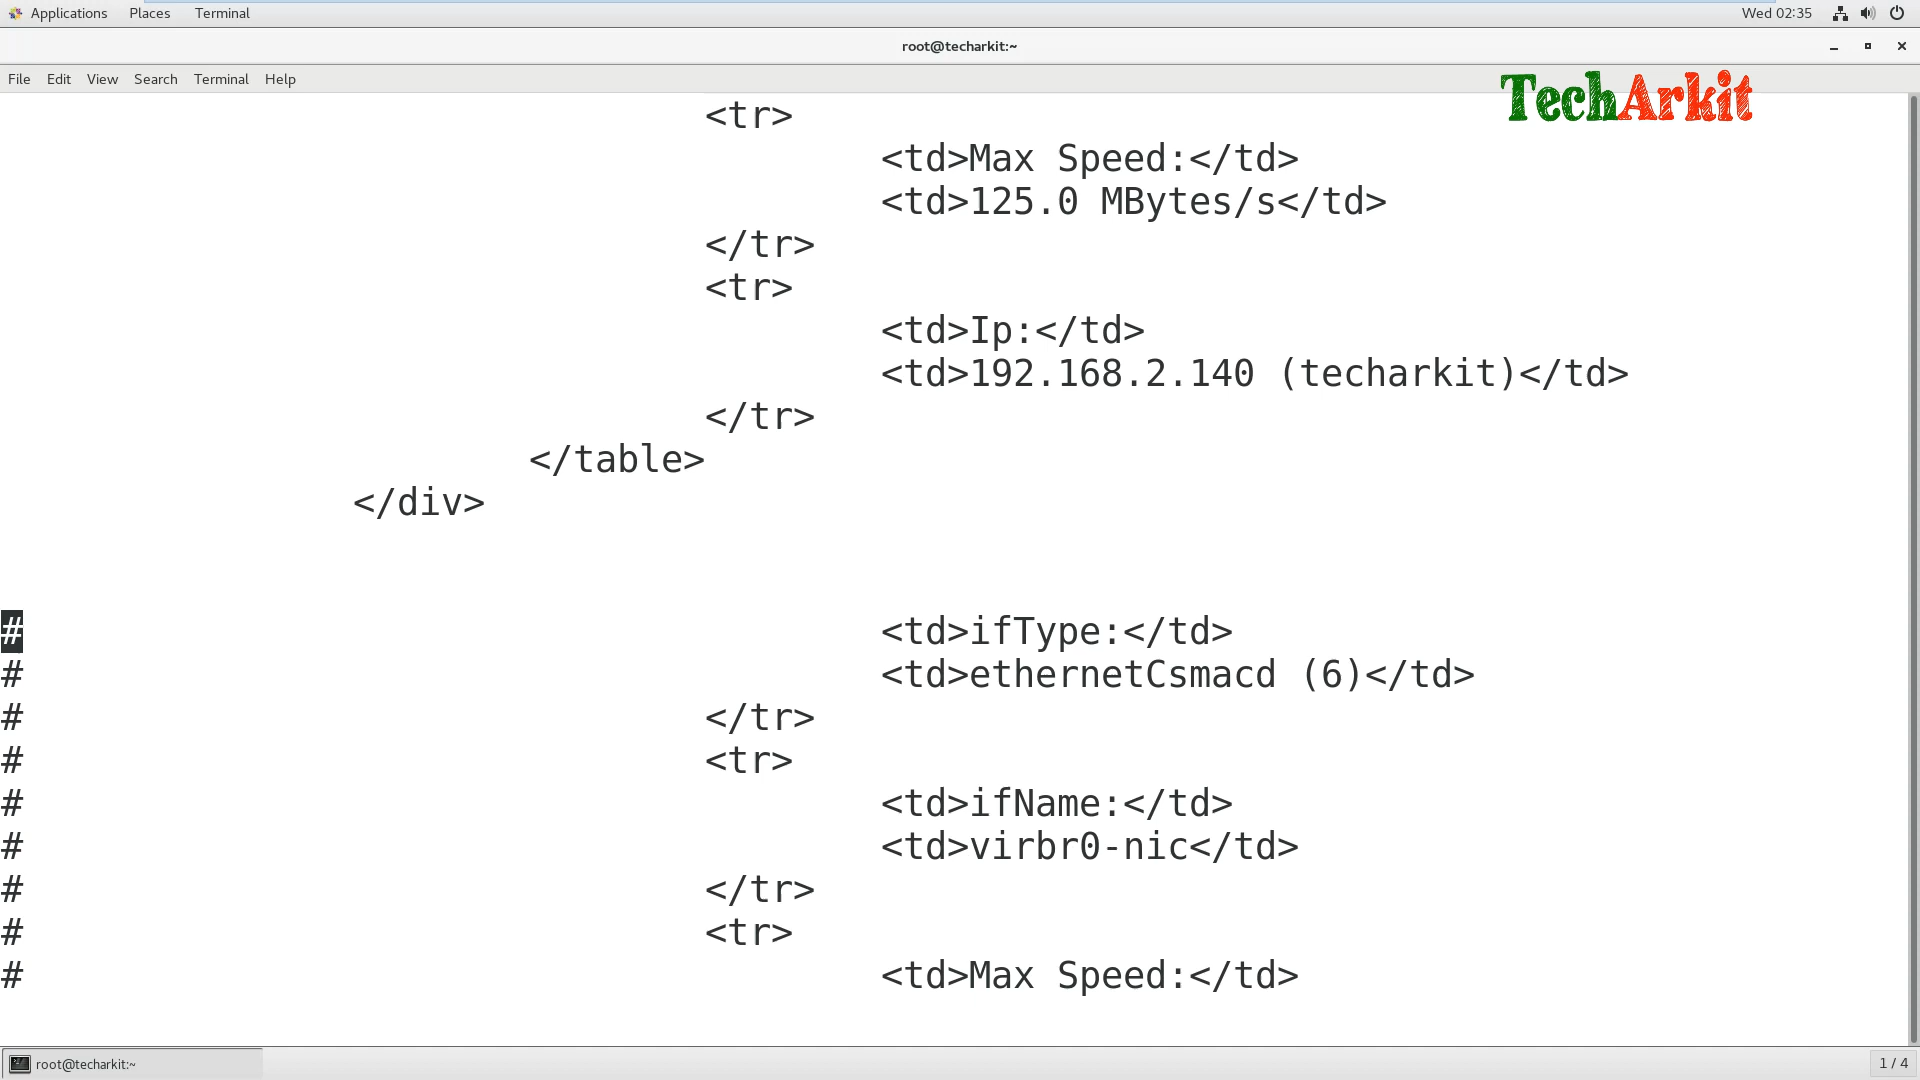 Applications Places Terminal Wed 02:35
root@techarkit:~
File Edit View Search Terminal Help
TechArkit
<tr>
<td>Max Speed:</td>
<td>125.0 MBytes/s</td>
</tr>
<tr>
<td>Ip:</td>
<td>192.168.2.140 (techarkit)</td>
</tr>
</table>
</div>
# <td>ifType:</td>
# <td>ethernetCsmacd (6)</td>
# </tr>
# <tr>
# <td>ifName:</td>
# <td>virbr0-nic</td>
# </tr>
# <tr>
# <td>Max Speed:</td>
root@techarkit:~ 1 / 4